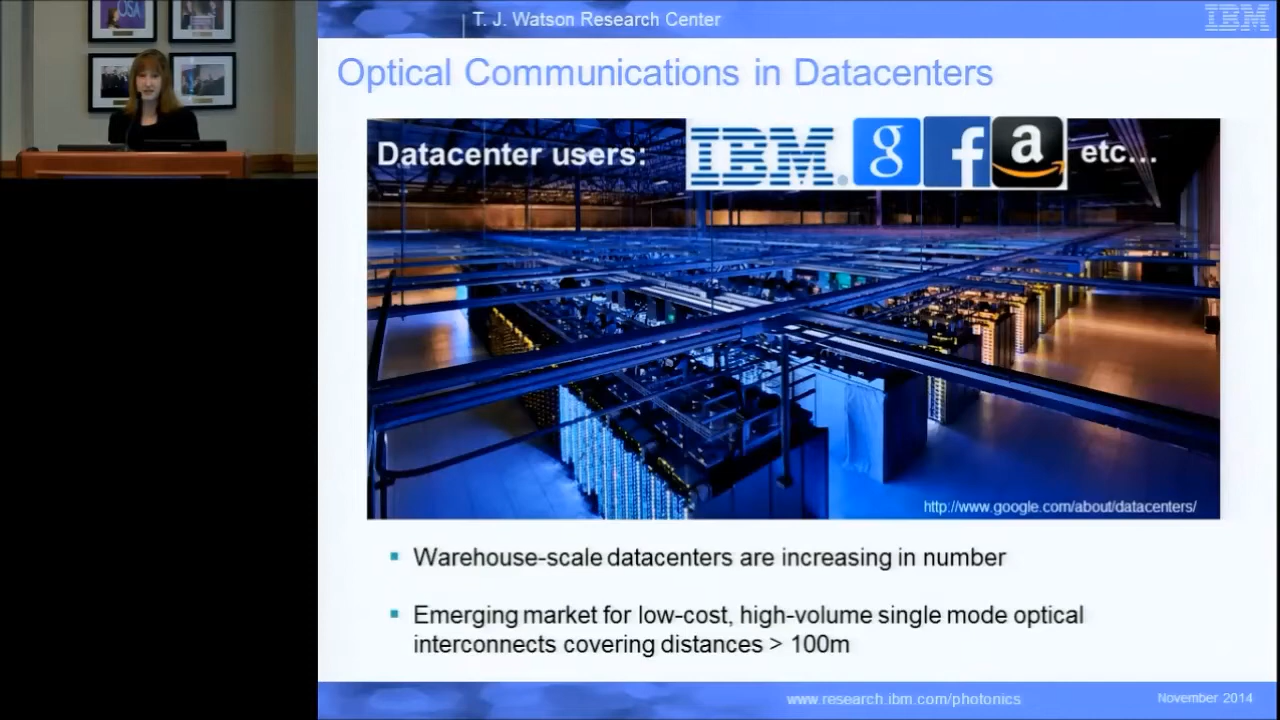 OSA
T. J. Watson Research Center
IBM
Optical Communications in Datacenters
Datacenter users: IBM® g f a etc...
http://www.google.com/about/datacenters/
Warehouse-scale datacenters are increasing in number
Emerging market for low-cost, high-volume single mode optical
interconnects covering distances > 100m
www.research.ibm.com/photonics
November 2014